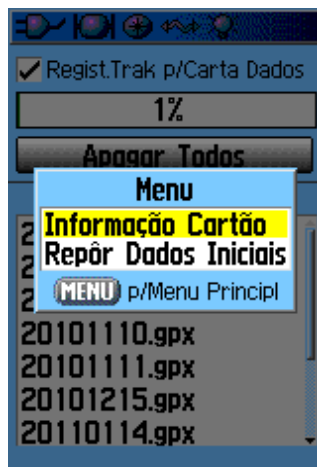 Regist.Trak p/Carta Dados
1%
Apagar Todos
Menu
Informação Cartão
Repôr Dados Iniciais
MENU p/Menu Principl
20101110.gpx
20101111.gpx
20101215.gpx
20110114.gpx